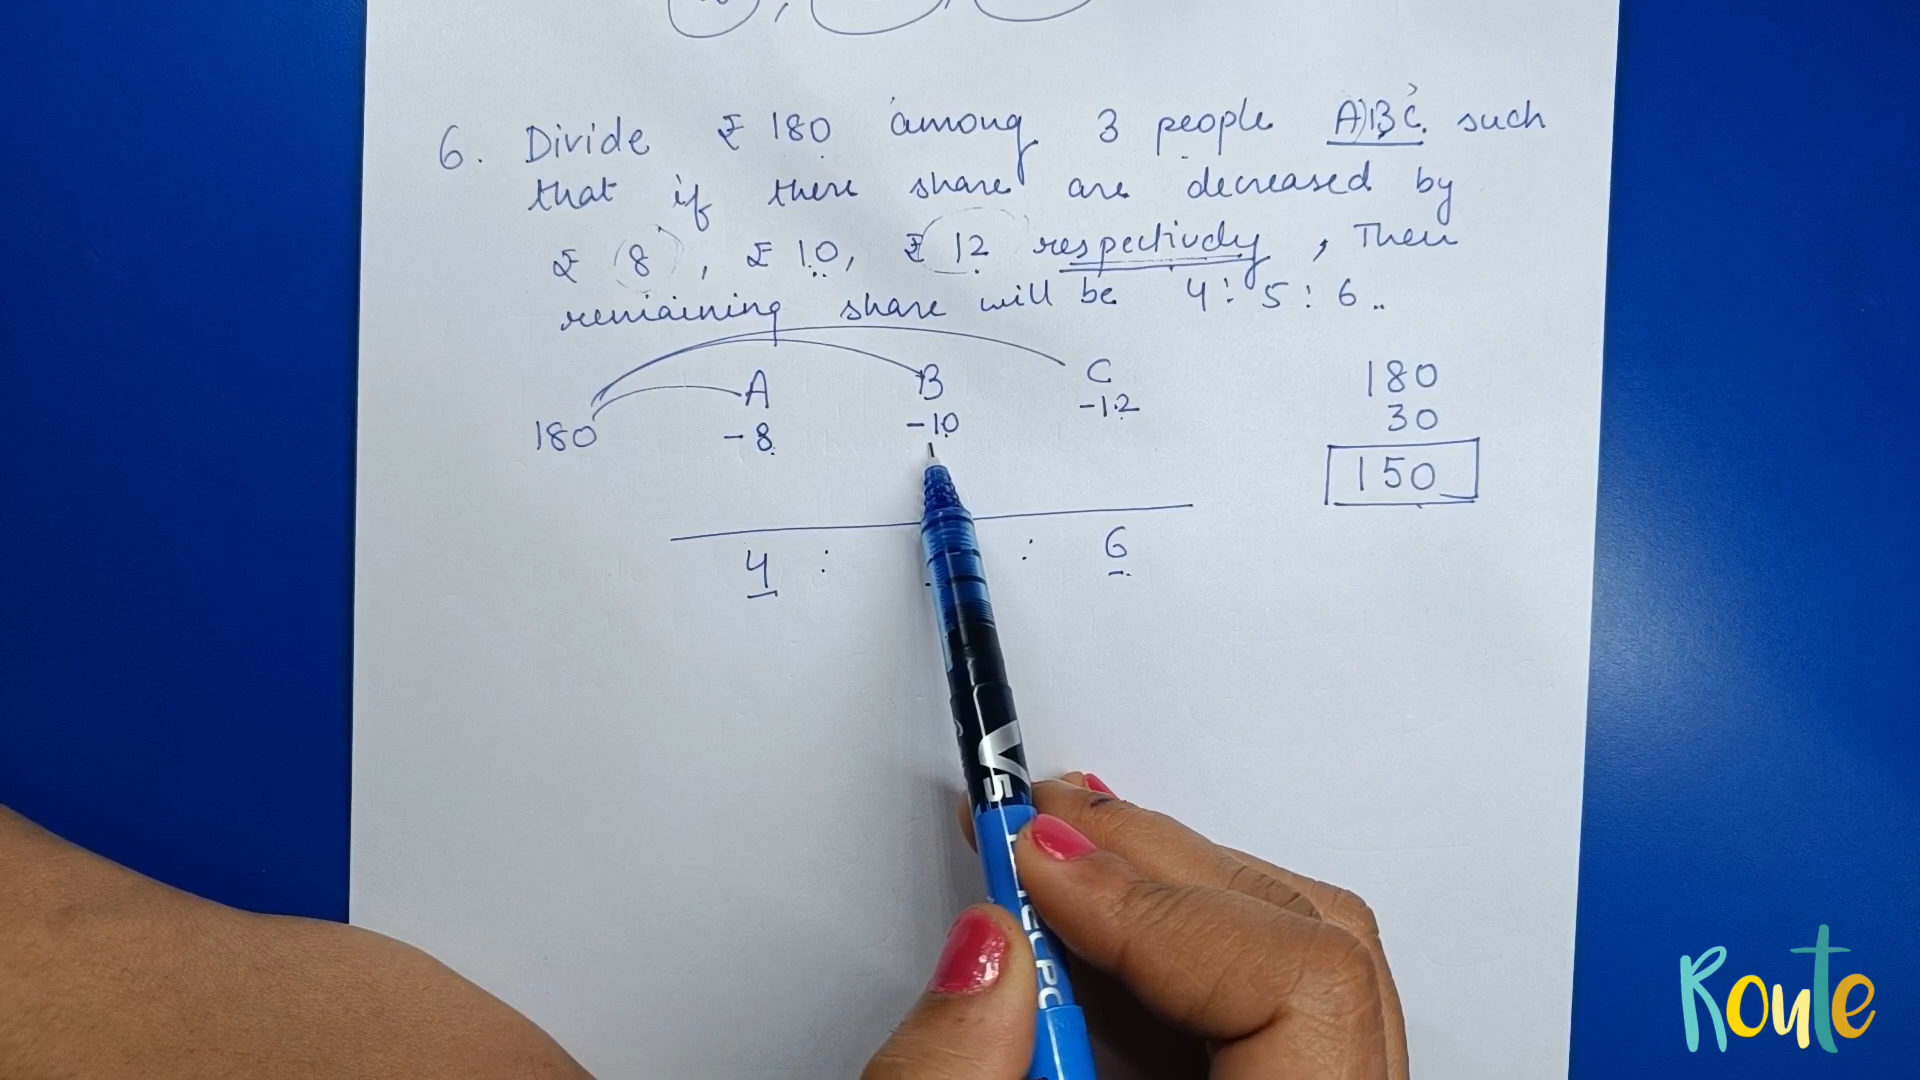 6. Divide ₹ 180 among 3 people A,B,C. such
that if there share are decreased by
₹ 8, ₹ 10, ₹ 12 respectively, Then
remaining share will be 4:5:6..
A B C
180 -8 -10 -12
4 : : 6
180
30
150
V5
Route